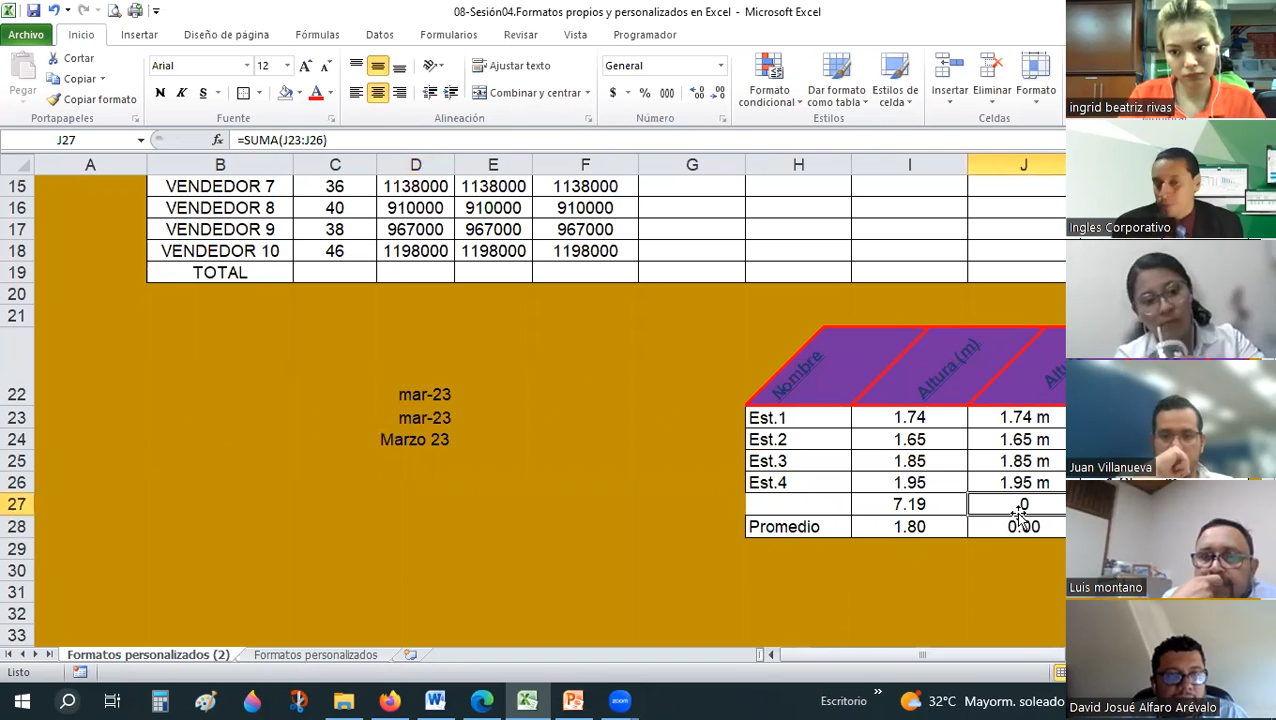 08-Sesión04.Formatos propios y personalizados en Excel - Microsoft Excel
Archivo Inicio Insertar Diseño de página Fórmulas Datos Formularios Revisar Vista Programador
Pegar
Cortar
Copiar
Copiar formato
Portapapeles
Arial 12
N K S
Fuente
Ajustar texto
Combinar y centrar
Alineación
General
$ % 000
Número
Formato condicional
Dar formato como tabla
Estilos de celda
Estilos
Insertar
Eliminar
Formato
Celdas
J27 fx =SUMA(J23:J26)
A B C D E F G H I J
15 VENDEDOR 7 36 1138000 1138000 1138000
16 VENDEDOR 8 40 910000 910000 910000
17 VENDEDOR 9 38 967000 967000 967000
18 VENDEDOR 10 46 1198000 1198000 1198000
19 TOTAL
20
21
22 mar-23 Nombre Altura (m) Altu
23 mar-23 Est.1 1.74 1.74 m
24 Marzo 23 Est.2 1.65 1.65 m
25 Est.3 1.85 1.85 m
26 Est.4 1.95 1.95 m
27 7.19 0
28 Promedio 1.80 0.00
29
30
31
32
33
Formatos personalizados (2) Formatos personalizados
Listo
Escritorio
32°C Mayorm. soleado
ingrid beatriz rivas
Ingles Corporativo
Juan Villanueva
Luis montano
David Josué Alfaro Arévalo